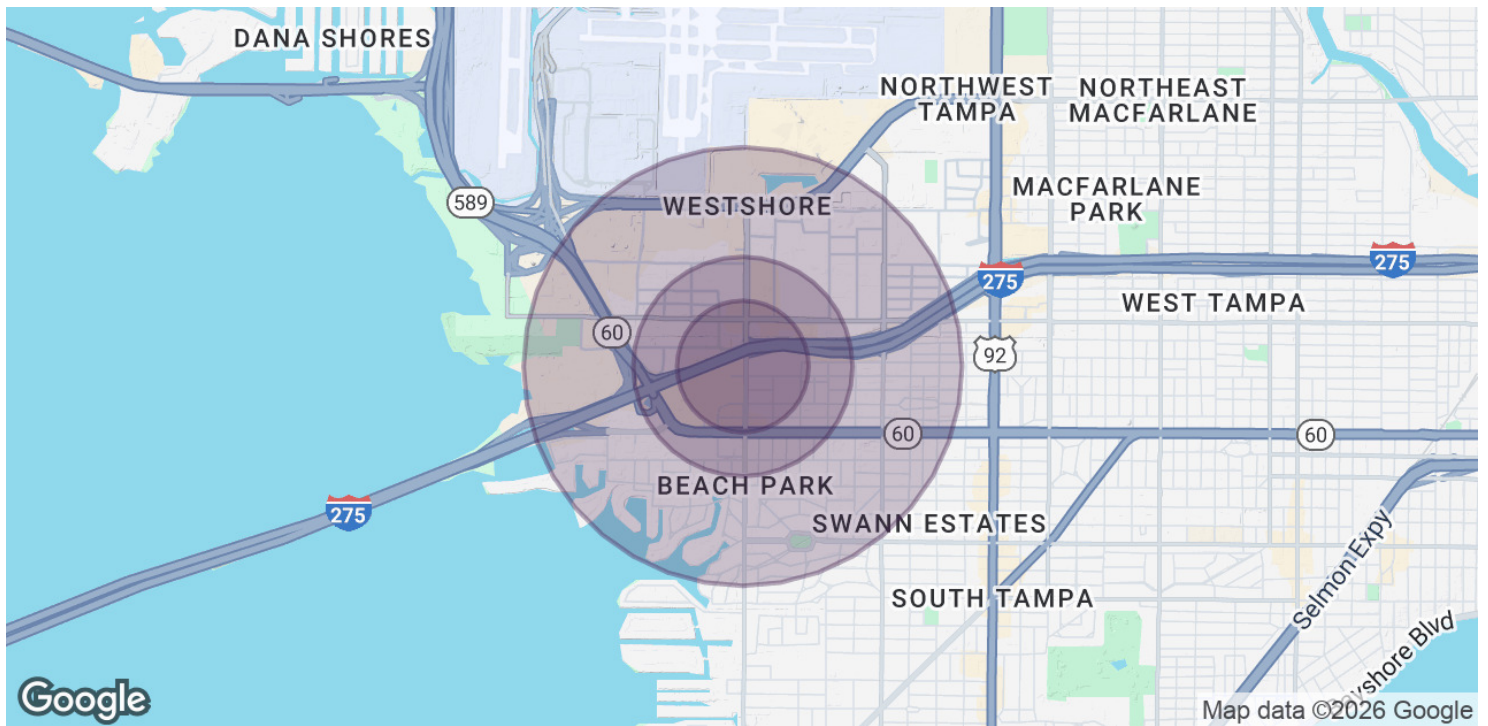 DANA SHORES
NORTHWEST
TAMPA
NORTHEAST
MACFARLANE
589
WESTSHORE
MACFARLANE
PARK
275
275
WEST TAMPA
60
92
60
60
BEACH PARK
275
SWANN ESTATES
SOUTH TAMPA
Selmon Expy
Blvd
Google
Map data ©2026 Google